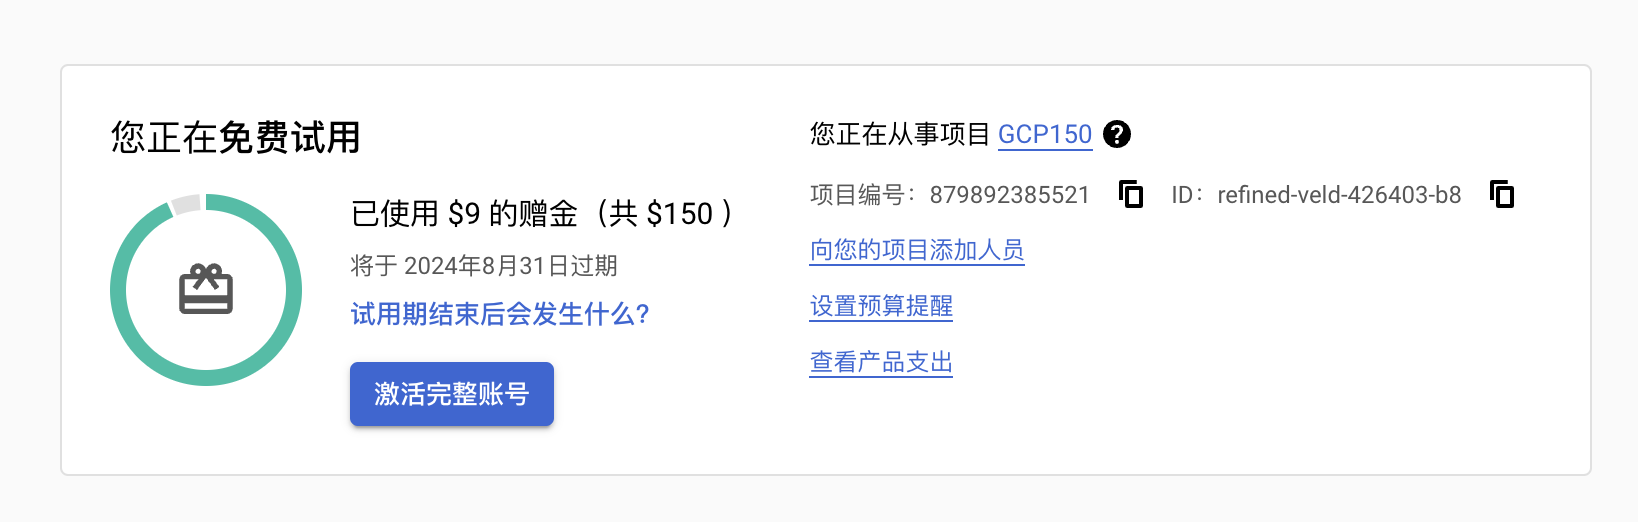 您正在免费试用
已使用 $9 的赠金（共 $150 ）
将于 2024年8月31日过期
试用期结束后会发生什么?
激活完整账号
您正在从事项目 GCP150 ?
项目编号：879892385521 ID：refined-veld-426403-b8
向您的项目添加人员
设置预算提醒
查看产品支出